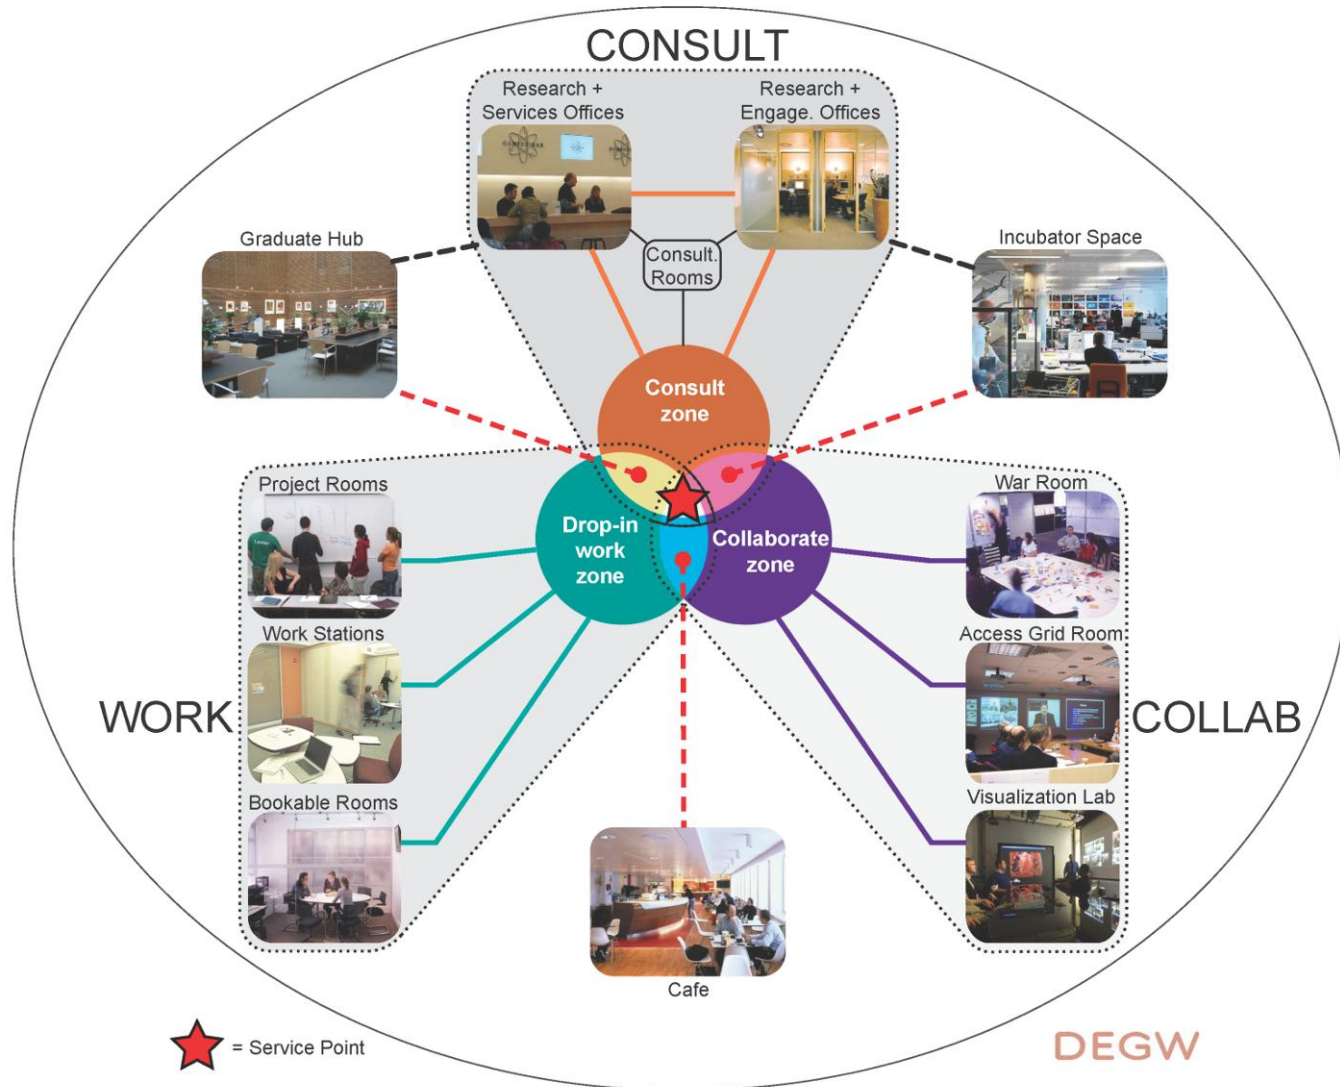 CONSULT
Research +
Services Offices
Research +
Engage. Offices
Consult.
Rooms
Graduate Hub
Incubator Space
Consult
zone
Drop-in
work
zone
Collaborate
zone
Project Rooms
Work Stations
Bookable Rooms
WORK
War Room
Access Grid Room
Visualization Lab
COLLAB
Cafe
= Service Point
DEGW